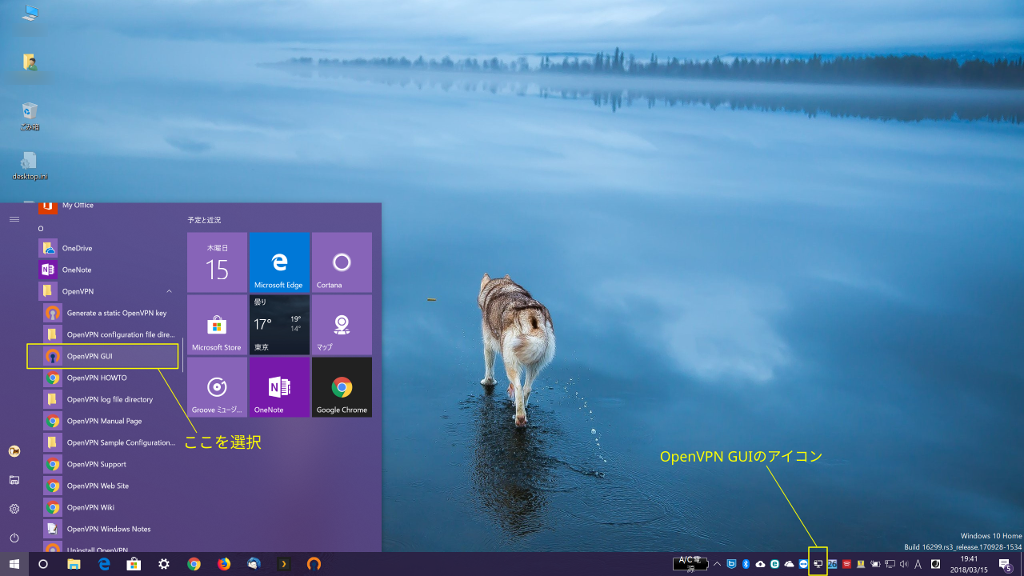 ごみ箱
desktop.ini
My Office
O
OneDrive
OneNote
OpenVPN
Generate a static OpenVPN key
OpenVPN configuration file dire...
OpenVPN GUI
OpenVPN HOWTO
OpenVPN log file directory
OpenVPN Manual Page
OpenVPN Sample Configuration...
OpenVPN Support
OpenVPN Web Site
OpenVPN Wiki
OpenVPN Windows Notes
Uninstall OpenVPN
予定と近況
木曜日
15
Microsoft Edge
Cortana
Microsoft Store
曇り
17°
19°
14°
東京
マップ
Groove ミュージ...
OneNote
Google Chrome
ここを選択
OpenVPN GUIのアイコン
Windows 10 Home
Build 16299.rs3_release.170928-1534
A/C電源
A
19:41
2018/03/15
5